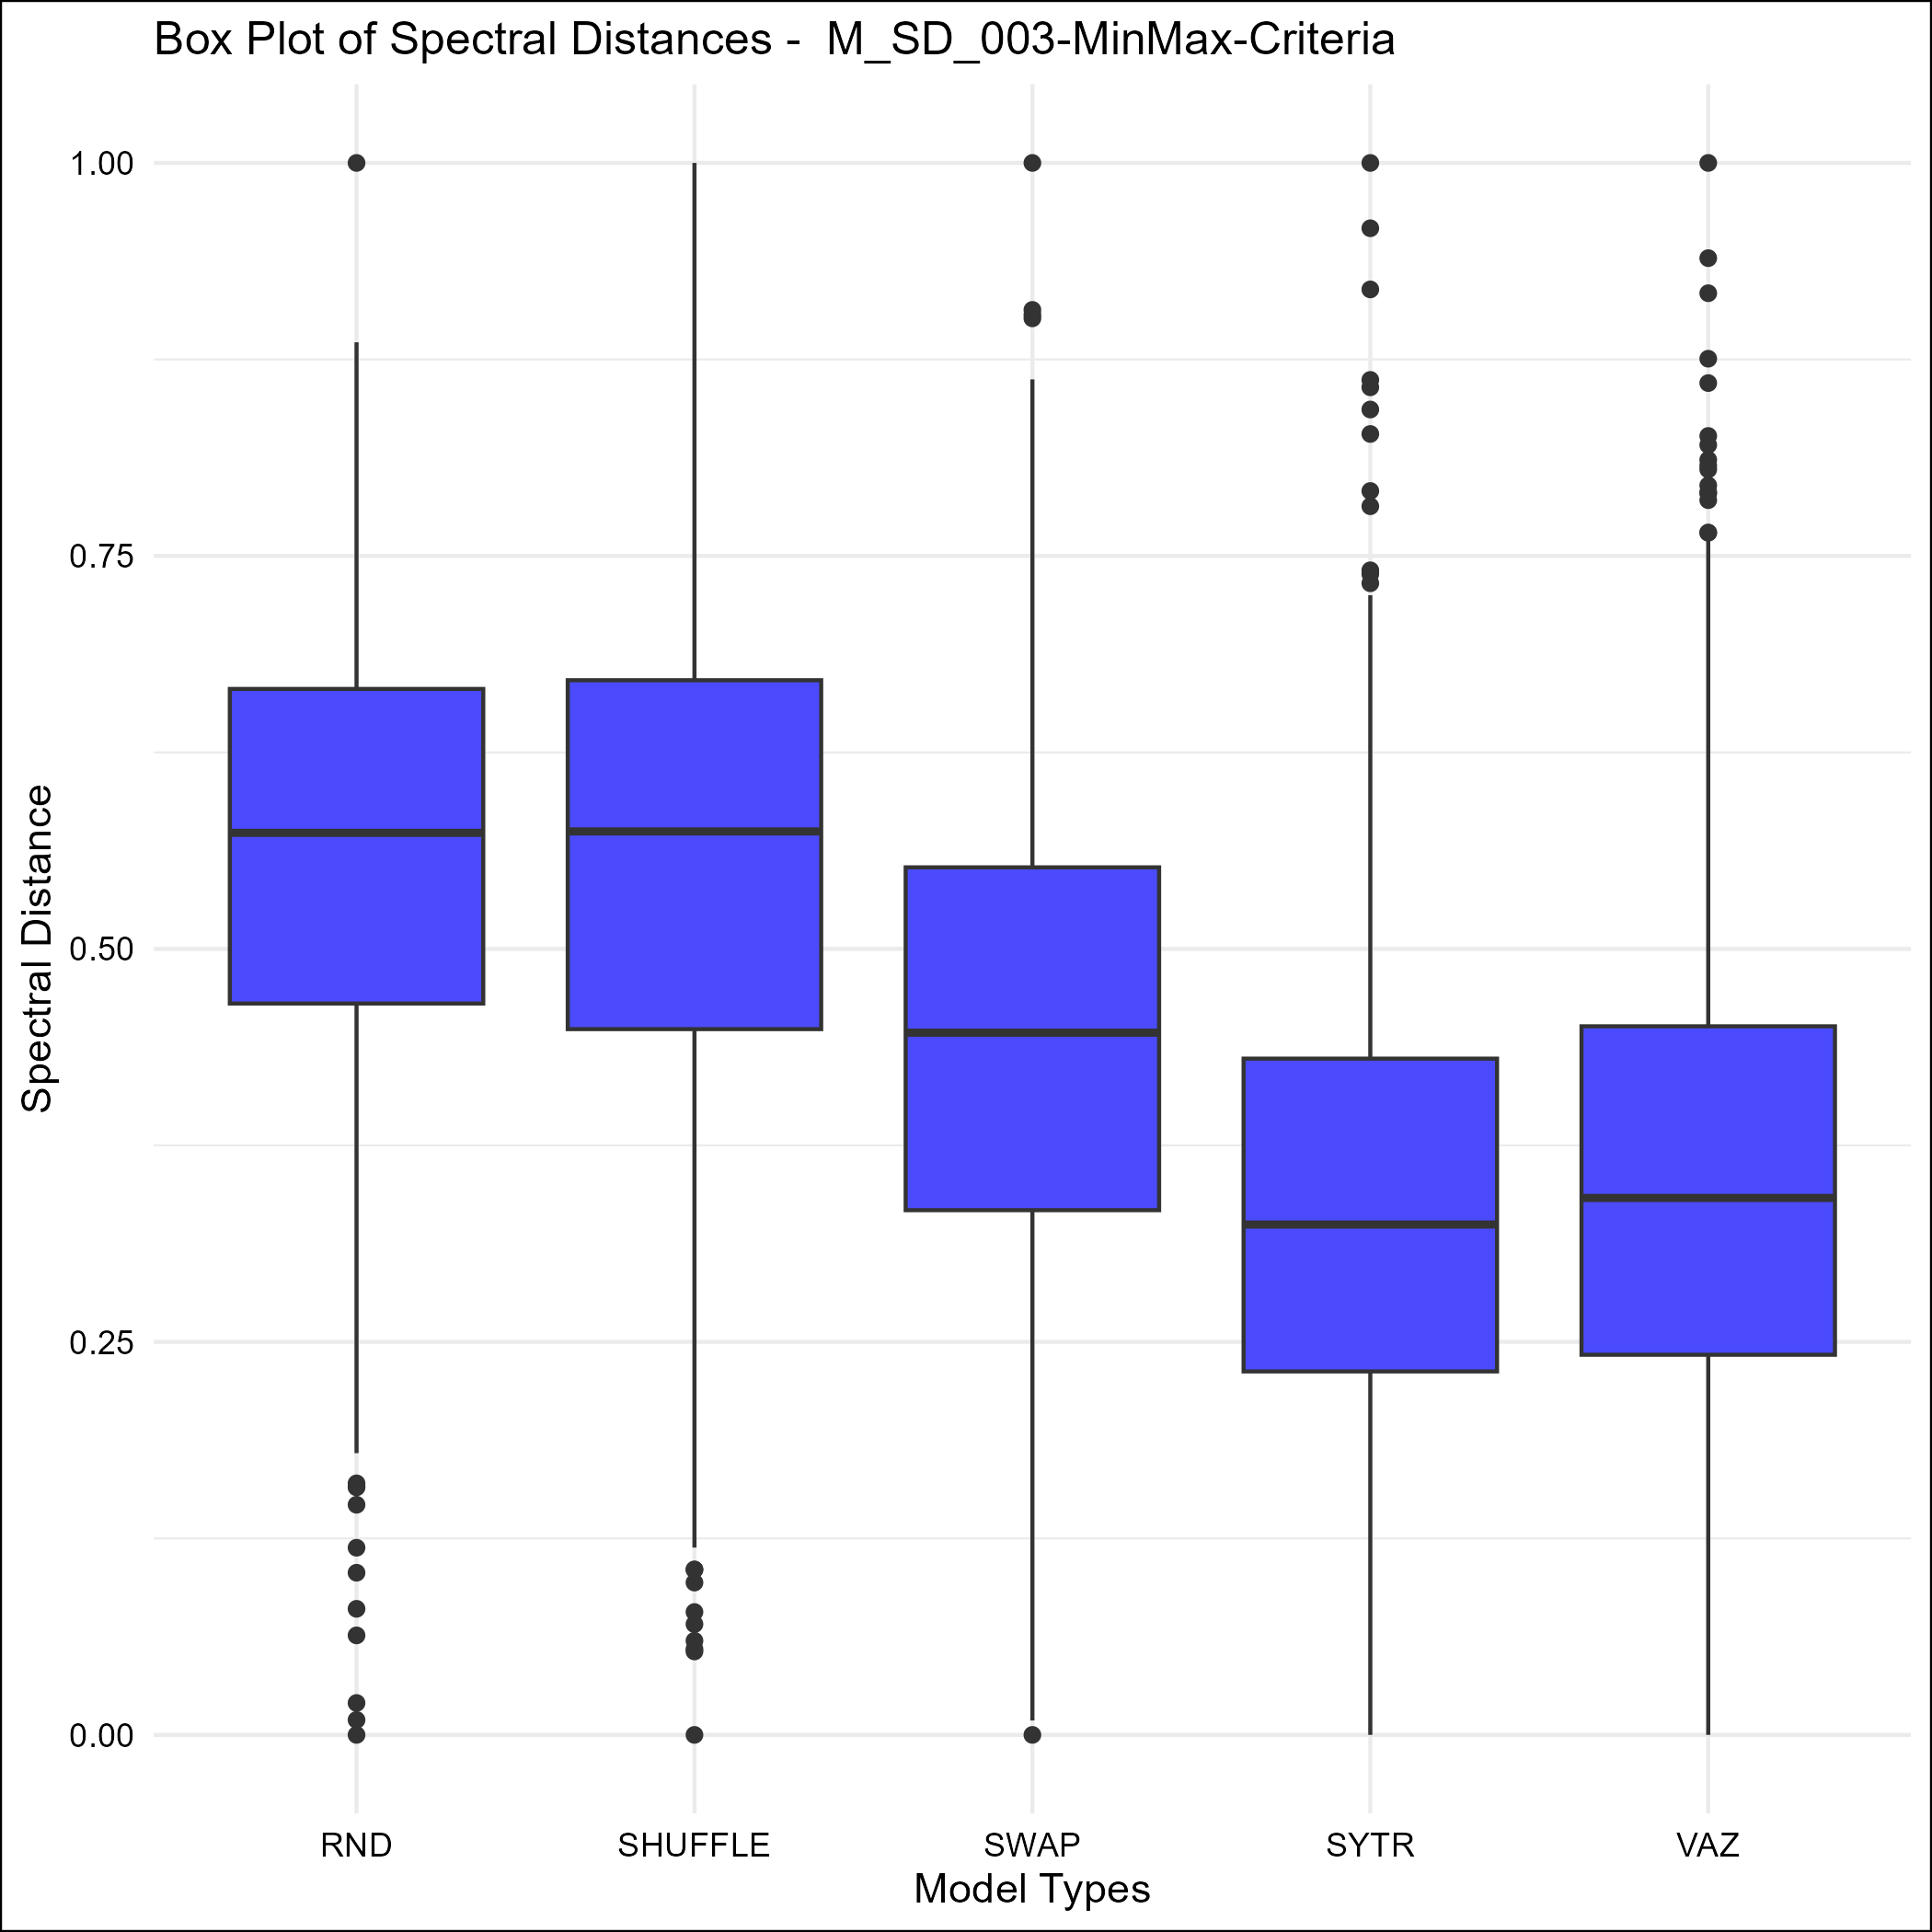 Box Plot of Spectral Distances -  M_SD_003-MinMax-Criteria
1.00
0.75
0.50
0.25
0.00
Spectral Distance
RND SHUFFLE SWAP SYTR VAZ
Model Types